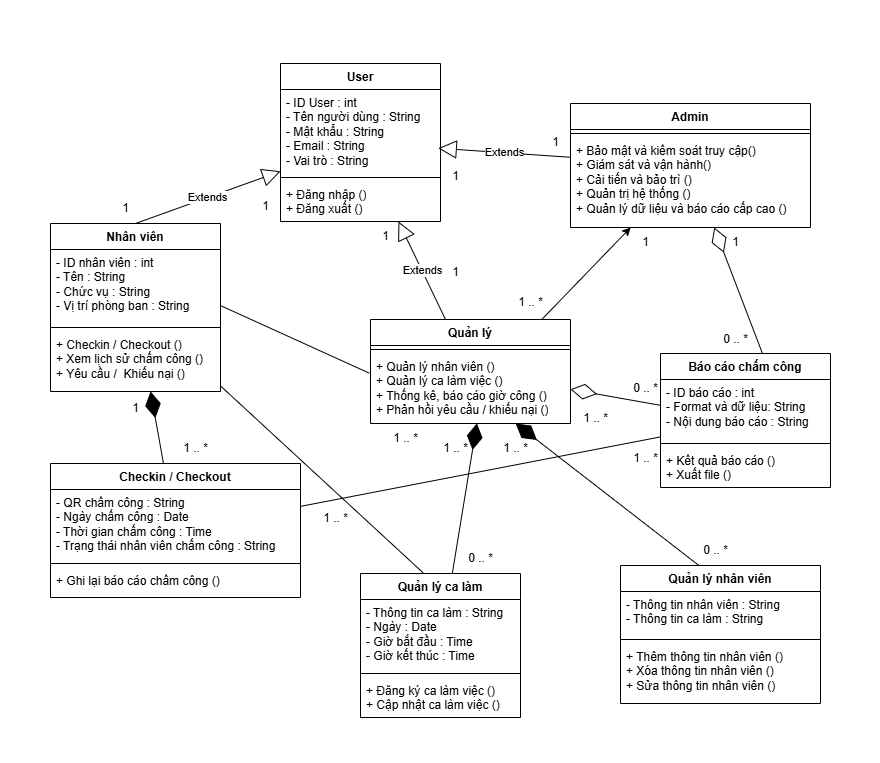 User
- ID User : int
- Tên người dùng : String
- Mật khẩu : String
- Email : String
- Vai trò : String
+ Đăng nhập ()
+ Đăng xuất ()
Admin
+ Bảo mật và kiểm soát truy cập()
+ Giám sát và vận hành()
+ Cải tiến và bảo trì ()
+ Quản trị hệ thống ()
+ Quản lý dữ liệu và báo cáo cấp cao ()
Extends
1
1
Extends
1
1
1
Extends
1
1
1
1 .. *
0 .. *
Nhân viên
- ID nhân viên : int
- Tên : String
- Chức vụ : String
- Vị trí phòng ban : String
+ Checkin / Checkout ()
+ Xem lịch sử chấm công ()
+ Yêu cầu / Khiếu nại ()
Quản lý
+ Quản lý nhân viên ()
+ Quản lý ca làm việc ()
+ Thống kê, báo cáo giờ công ()
+ Phản hồi yêu cầu / khiếu nại ()
Báo cáo chấm công
- ID báo cáo : int
- Format và dữ liệu: String
- Nội dung báo cáo : String
+ Kết quả báo cáo ()
+ Xuất file ()
0 .. *
1 .. *
1
1 .. *
1 .. *
1 .. *
1 .. *
1 .. *
1 .. *
Checkin / Checkout
- QR chấm công : String
- Ngày chấm công : Date
- Thời gian chấm công : Time
- Trạng thái nhân viên chấm công : String
+ Ghi lại báo cáo chấm công ()
0 .. *
0 .. *
Quản lý ca làm
- Thông tin ca làm : String
- Ngày : Date
- Giờ bắt đầu : Time
- Giờ kết thúc : Time
+ Đăng ký ca làm việc ()
+ Cập nhật ca làm việc ()
Quản lý nhân viên
- Thông tin nhân viên : String
- Thông tin ca làm : String
+ Thêm thông tin nhân viên ()
+ Xóa thông tin nhân viên ()
+ Sửa thông tin nhân viên ()